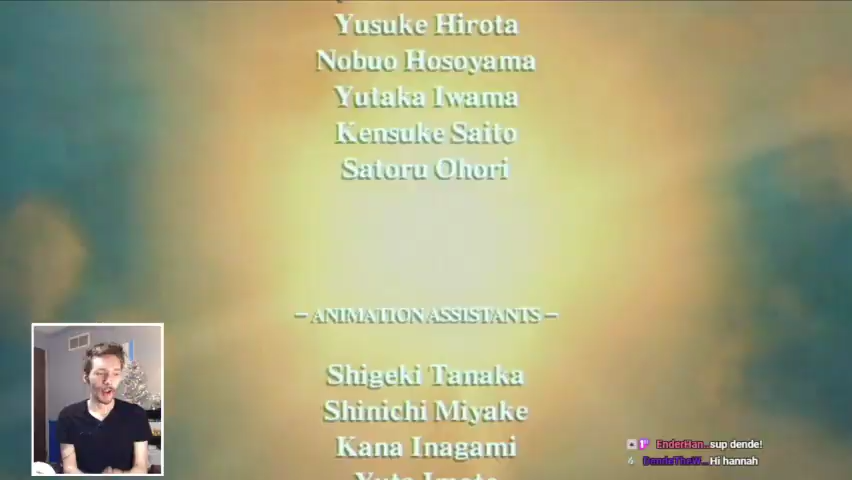 Yusuke Hirota
Nobuo Hosoyama
Yutaka Iwama
Kensuke Saito
Satoru Ohori
– ANIMATION ASSISTANTS –
Shigeki Tanaka
Shinichi Miyake
Kana Inagami
EnderHan.. sup dende!
Hi hannah